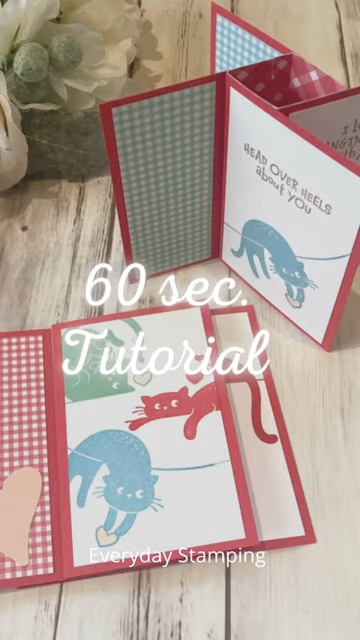 HEAD OVER HEELS
about YOU
60 sec.
Tutorial
Everyday Stamping